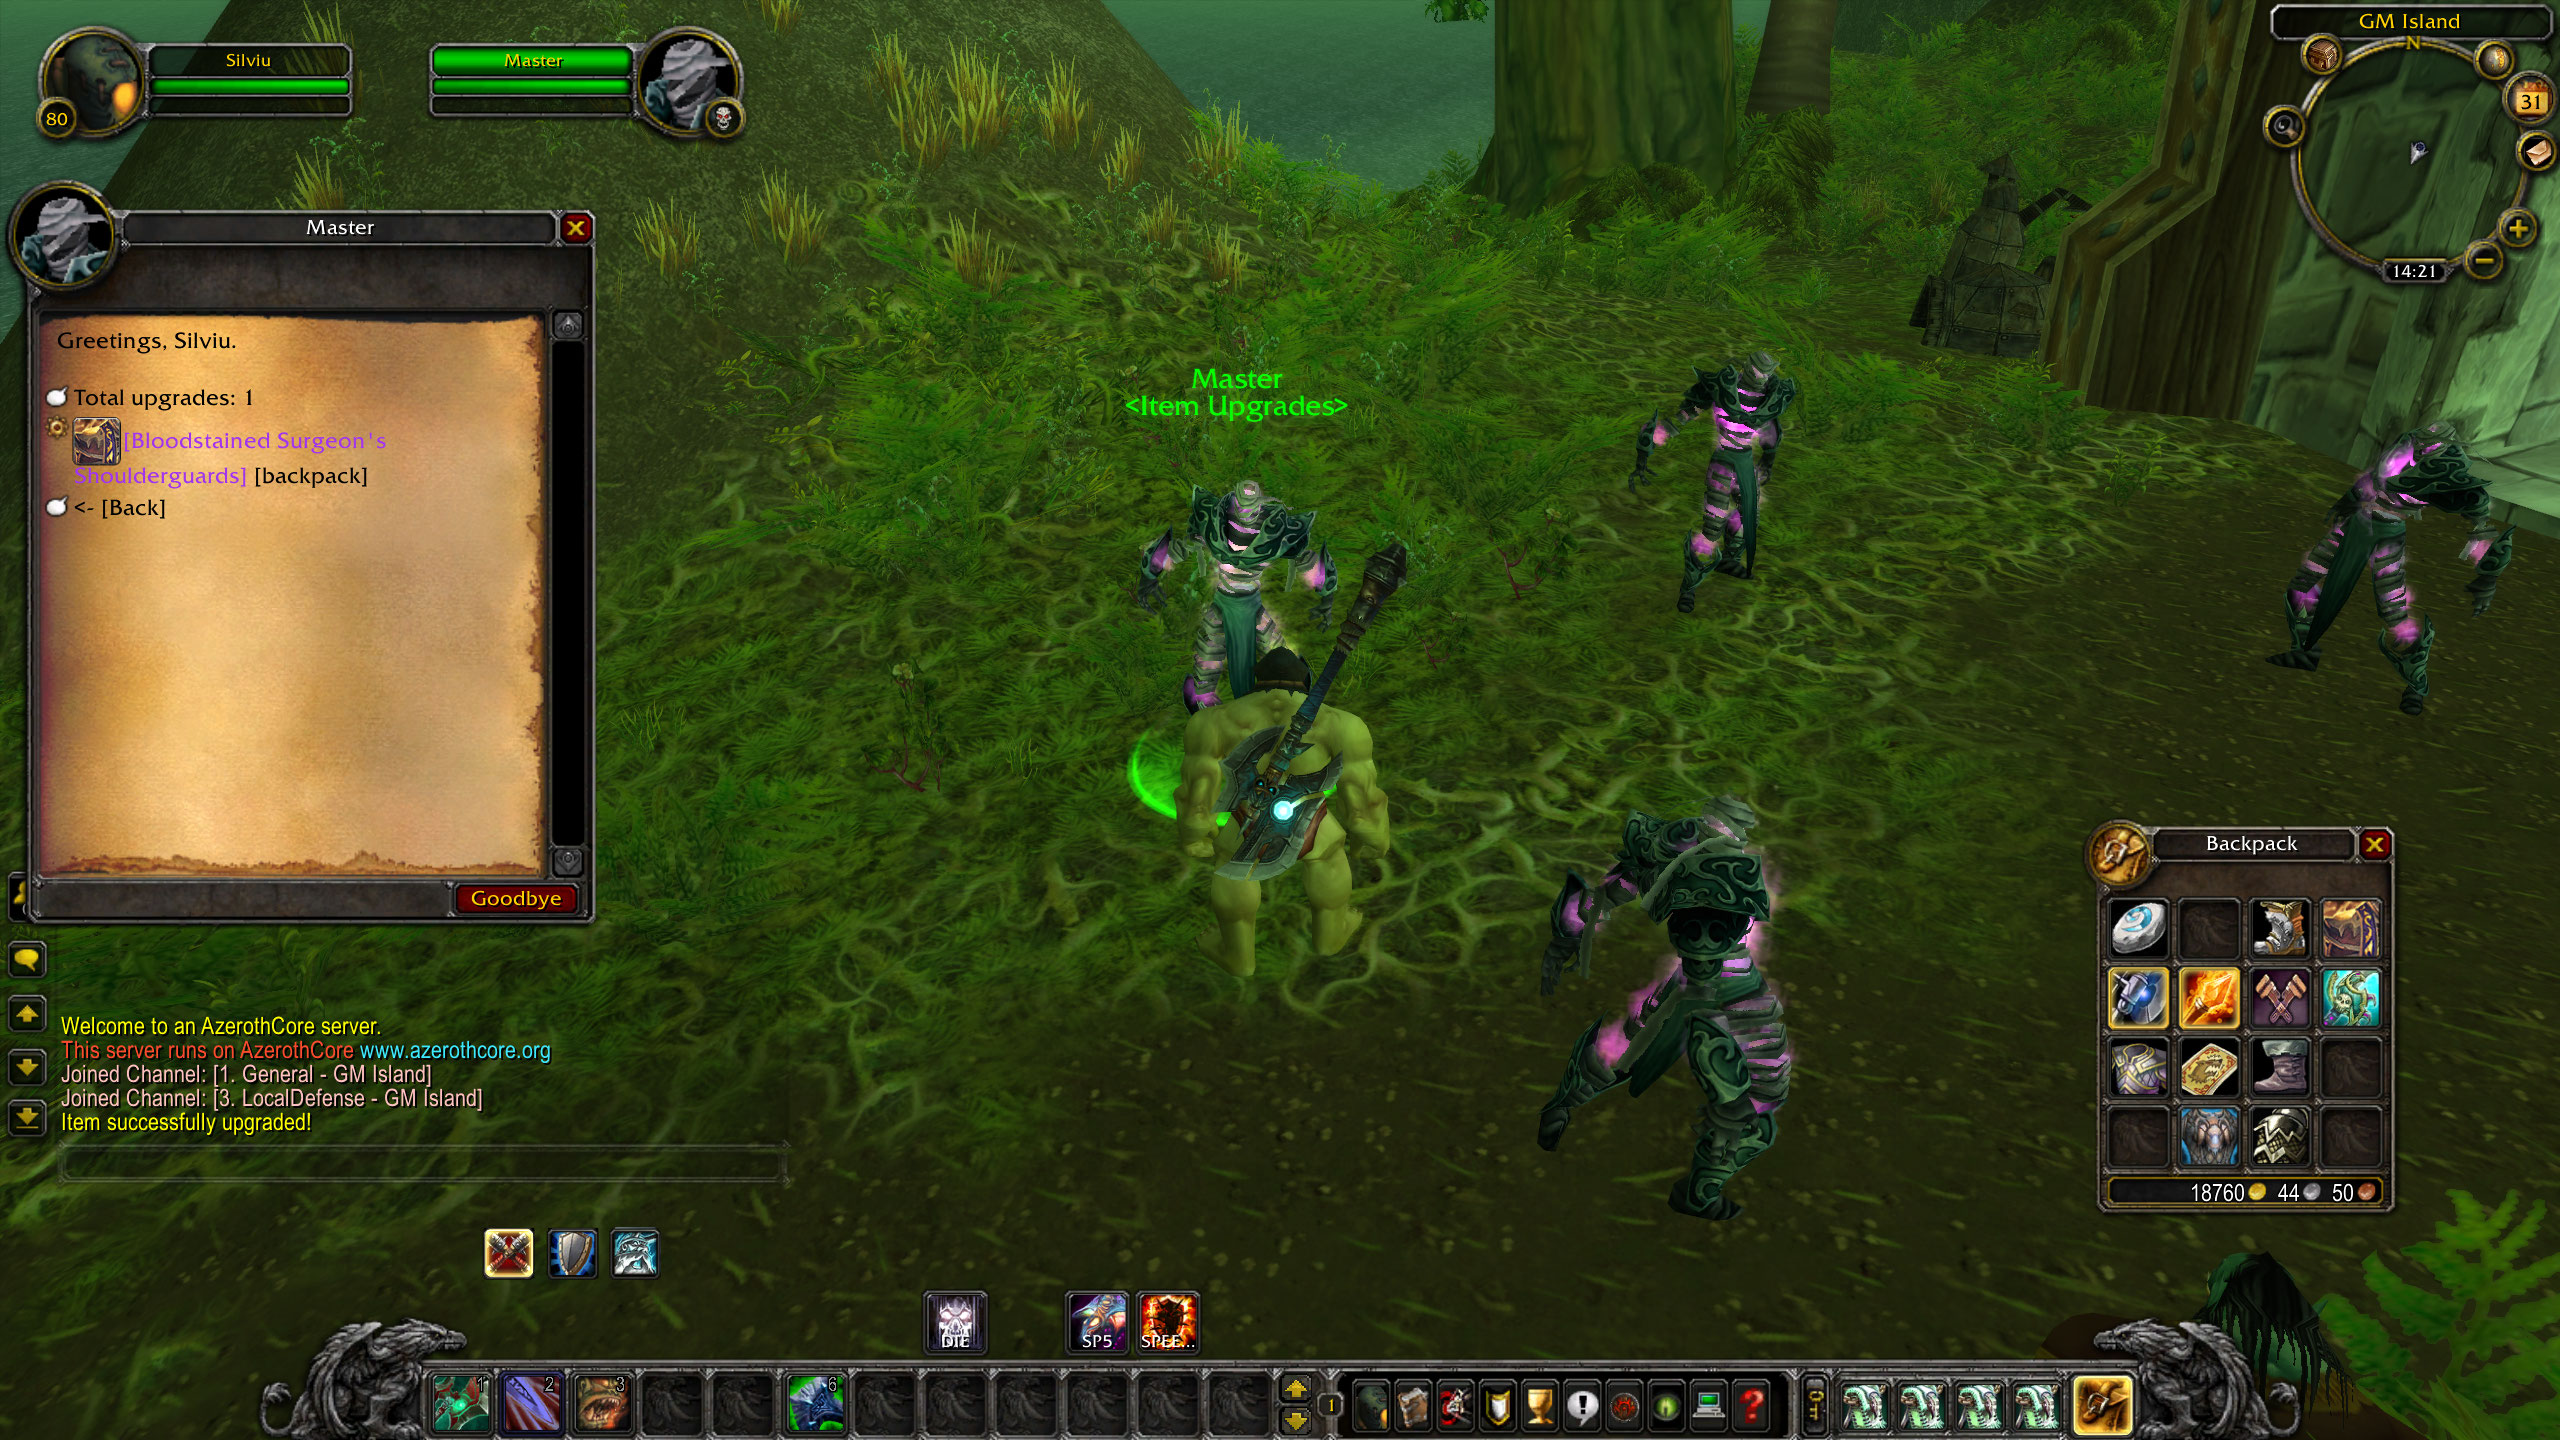 Silviu
80
Master
GM Island
N
31
14:21
Master
Greetings, Silviu.
Total upgrades: 1
[Bloodstained Surgeon's
Shoulderguards] [backpack]
<- [Back]
Goodbye
Master
<Item Upgrades>
Backpack
18760 44 50
Welcome to an AzerothCore server.
This server runs on AzerothCore www.azerothcore.org
Joined Channel: [1. General - GM Island]
Joined Channel: [3. LocalDefense - GM Island]
Item successfully upgraded!
DIE
SP5
SPEE...
1
2
3
6
1